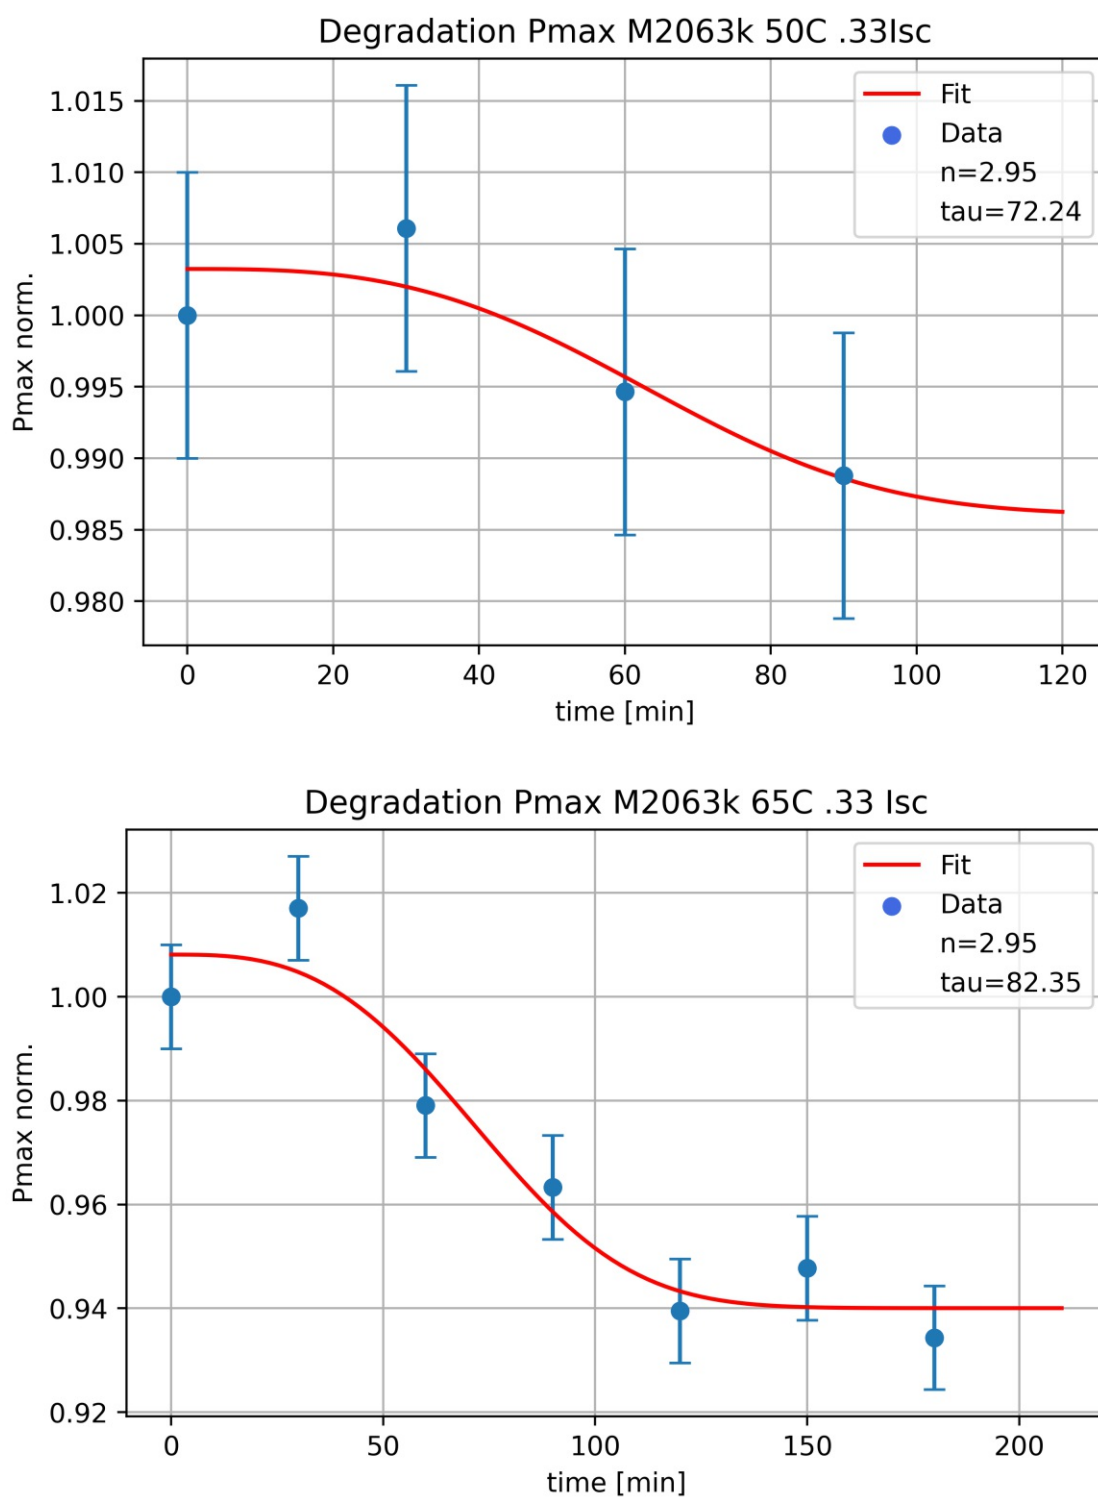 Degradation Pmax M2063k 50C .33Isc
Pmax norm.
1.015
1.010
1.005
1.000
0.995
0.990
0.985
0.980
Fit
Data
n=2.95
tau=72.24
0 20 40 60 80 100 120
time [min]
Degradation Pmax M2063k 65C .33 Isc
Pmax norm.
1.02
1.00
0.98
0.96
0.94
0.92
Fit
Data
n=2.95
tau=82.35
0 50 100 150 200
time [min]